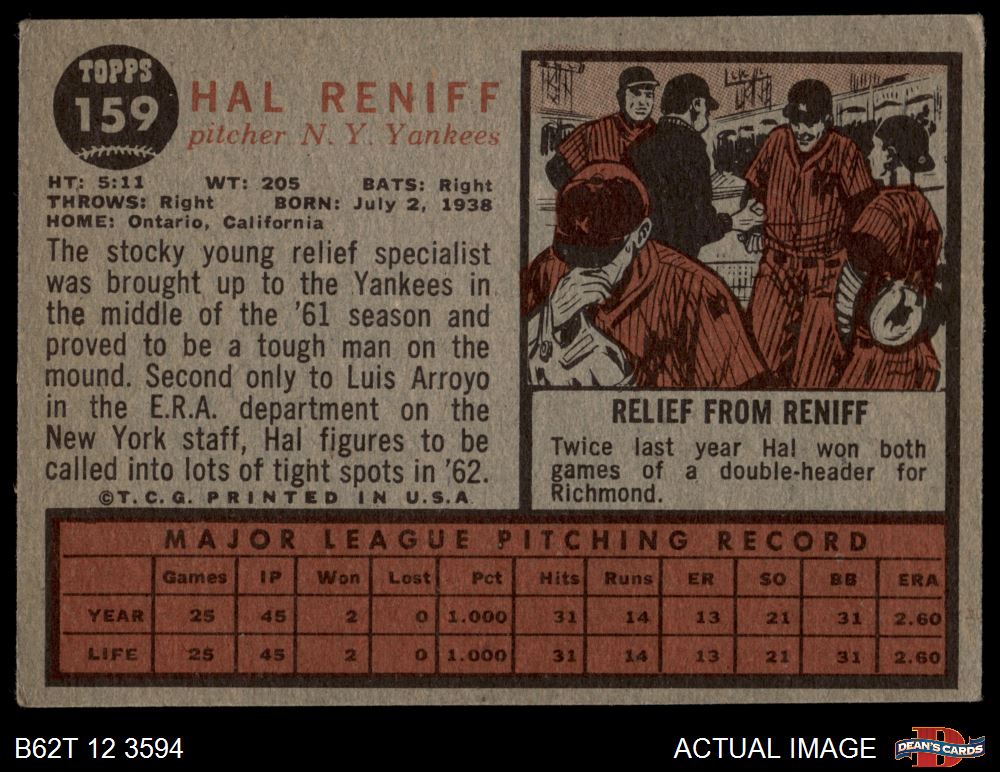 TOPPS
159
HAL RENIFF
pitcher N. Y. Yankees
HT: 5:11 WT: 205 BATS: Right
THROWS: Right BORN: July 2, 1938
HOME: Ontario, California
The stocky young relief specialist
was brought up to the Yankees in
the middle of the '61 season and
proved to be a tough man on the
mound. Second only to Luis Arroyo
in the E.R.A. department on the
New York staff, Hal figures to be
called into lots of tight spots in '62.
©T.C.G. PRINTED IN U.S.A
RELIEF FROM RENIFF
Twice last year Hal won both
games of a double-header for
Richmond.
MAJOR LEAGUE PITCHING RECORD
Games IP Won Lost Pct Hits Runs ER SO BB ERA
YEAR 25 45 2 0 1.000 31 14 13 21 31 2.60
LIFE 25 45 2 0 1.000 31 14 13 21 31 2.60
B62T 12 3594
ACTUAL IMAGE
DEAN'S CARDS